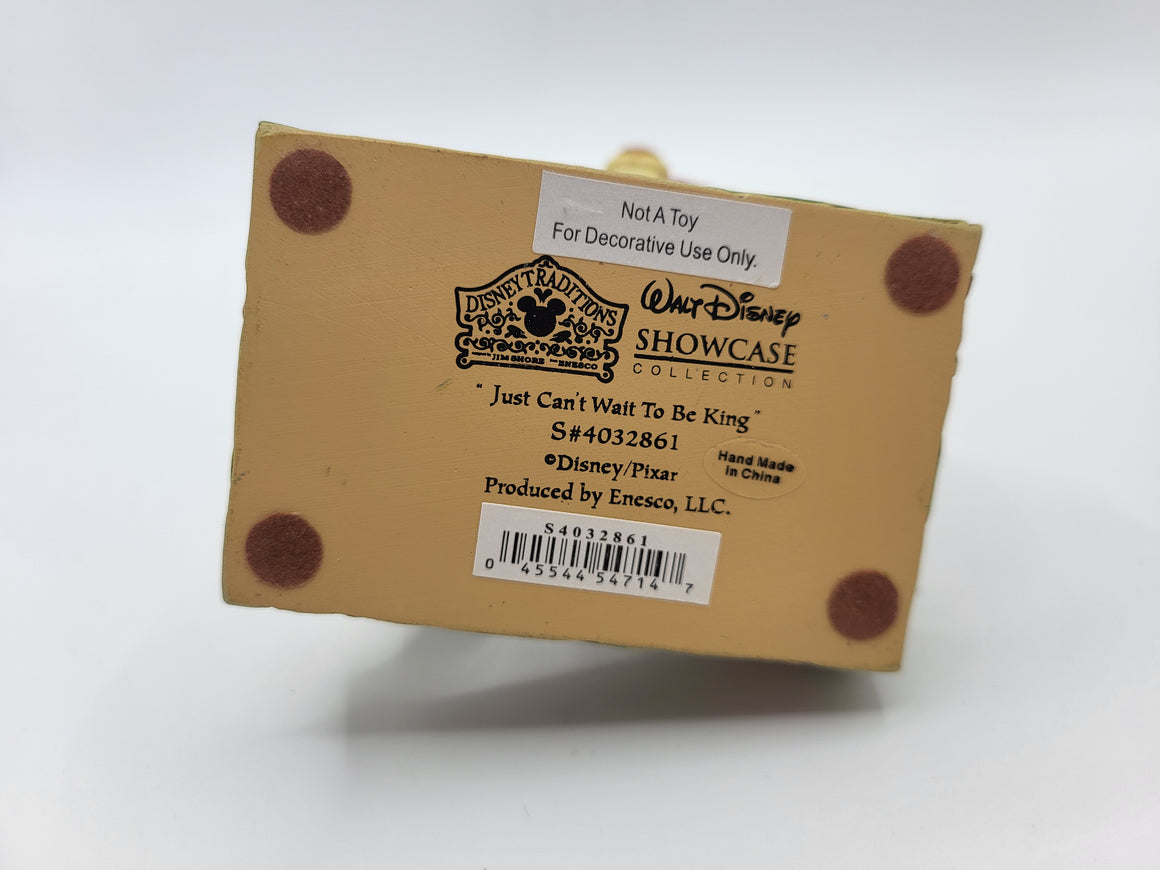 Not A Toy
For Decorative Use Only.
DISNEY TRADITIONS
JIM SHORE ENESCO
WALT DISNEY
SHOWCASE
COLLECTION
"Just Can't Wait To Be King"
S#4032861
©Disney/Pixar
Produced by Enesco, LLC.
Hand Made
in China
S4032861
0 45544 54714 7